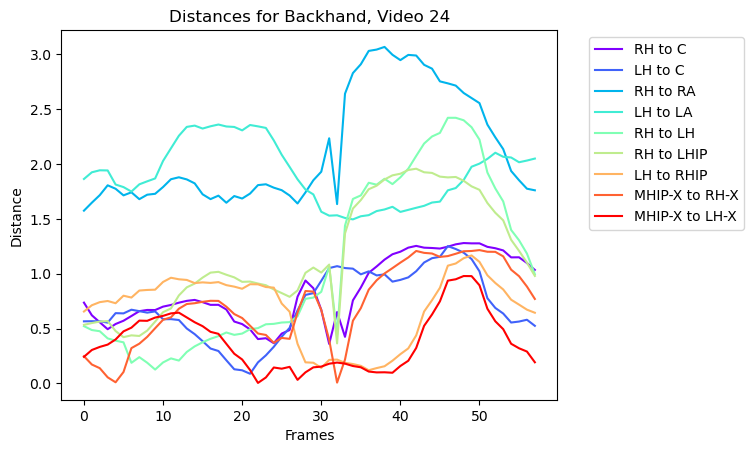 Distances for Backhand, Video 24
3.0
2.5
2.0
1.5
1.0
0.5
0.0
Distance
0
10
20
30
40
50
Frames
RH to C
LH to C
RH to RA
LH to LA
RH to LH
RH to LHIP
LH to RHIP
MHIP-X to RH-X
MHIP-X to LH-X